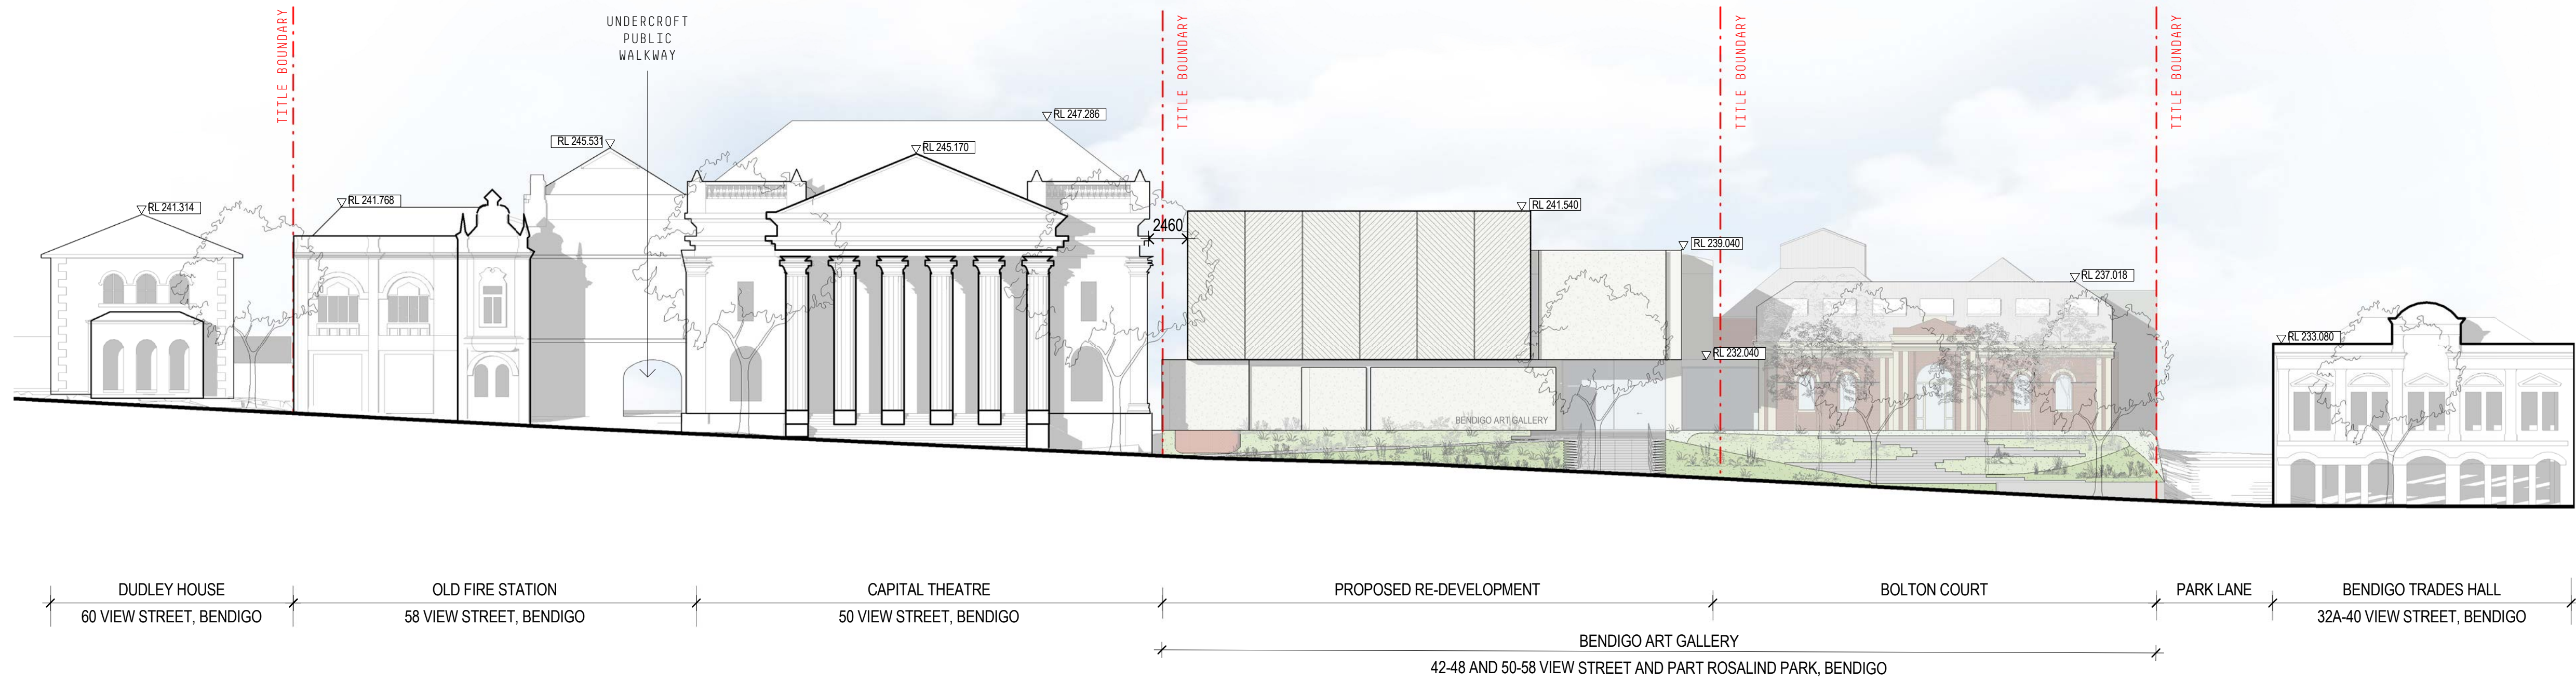 UNDERCROFT
PUBLIC
WALKWAY
TITLE BOUNDARY
TITLE BOUNDARY
TITLE BOUNDARY
TITLE BOUNDARY
RL 241.314
RL 241.768
RL 245.531
RL 247.286
RL 245.170
2460
RL 241.540
RL 239.040
RL 232.040
RL 237.018
RL 233.080
BENDIGO ART GALLERY
DUDLEY HOUSE
60 VIEW STREET, BENDIGO
OLD FIRE STATION
58 VIEW STREET, BENDIGO
CAPITAL THEATRE
50 VIEW STREET, BENDIGO
PROPOSED RE-DEVELOPMENT
BOLTON COURT
PARK LANE
BENDIGO TRADES HALL
32A-40 VIEW STREET, BENDIGO
BENDIGO ART GALLERY
42-48 AND 50-58 VIEW STREET AND PART ROSALIND PARK, BENDIGO